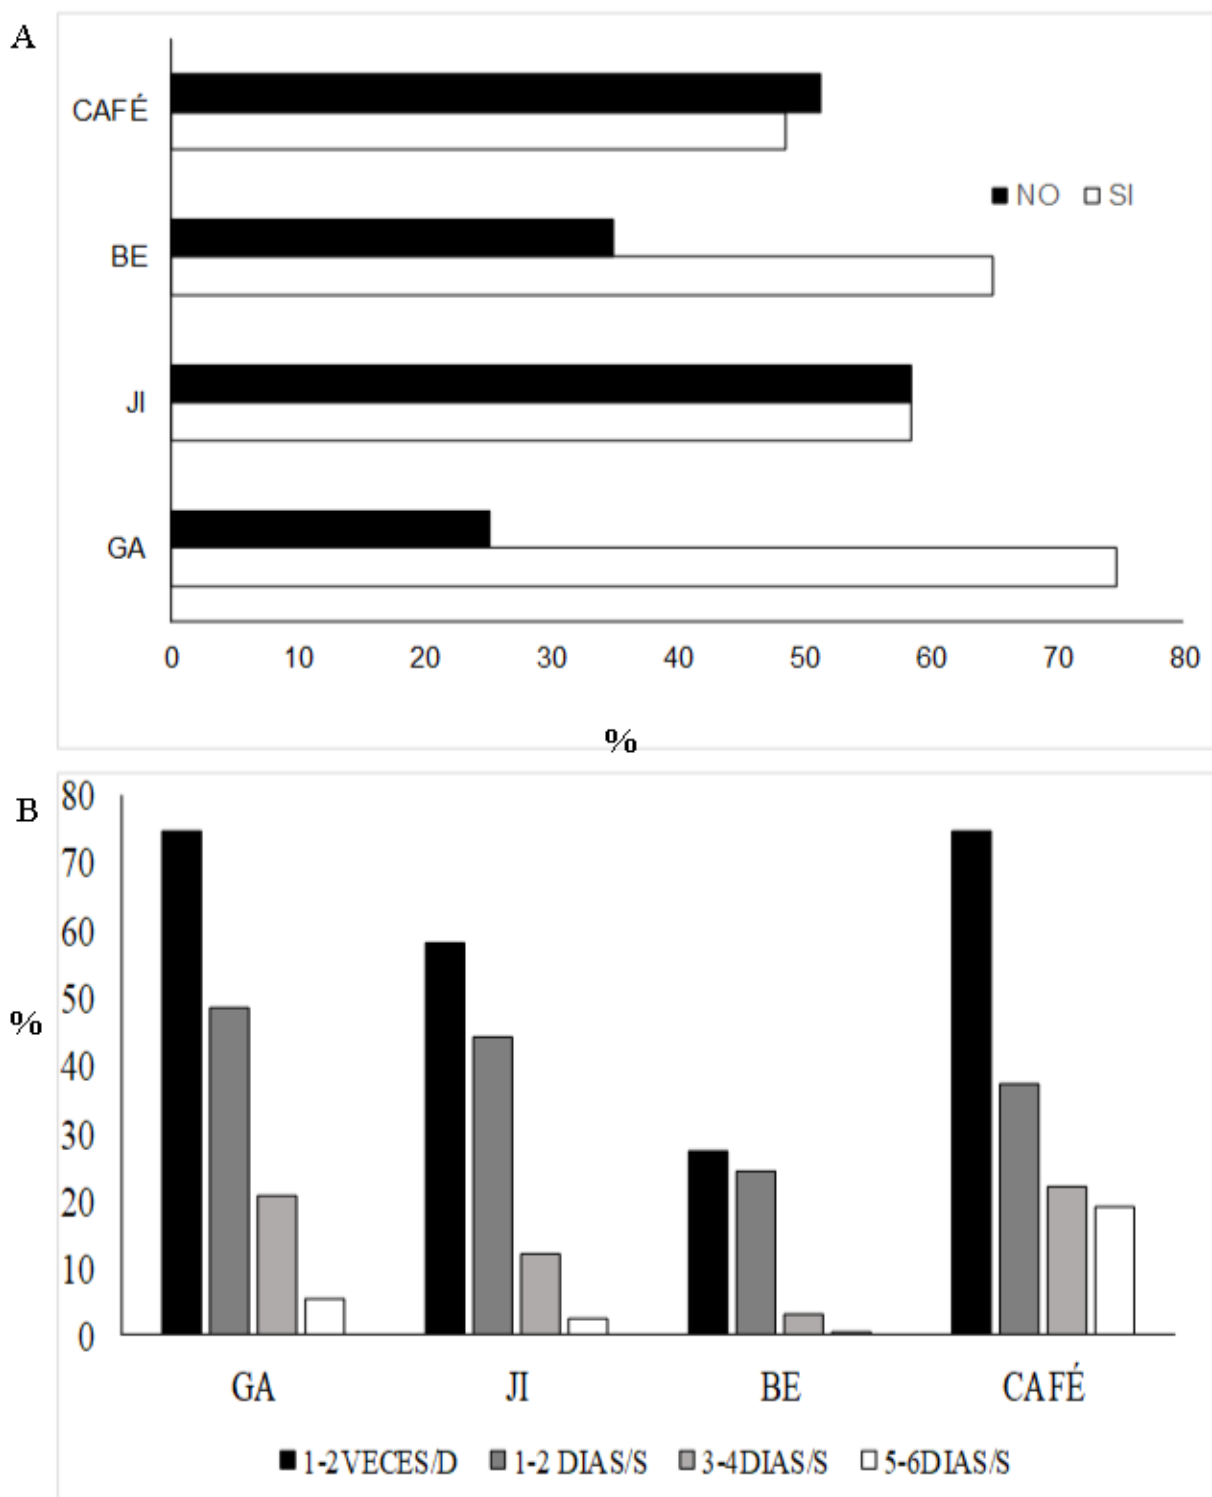 A
CAFÉ
NO SI
BE
JI
GA
0 10 20 30 40 50 60 70 80
%
B
80
70
60
50
%
40
30
20
10
0
GA JI BE CAFÉ
1-2VECES/D 1-2 DIAS/S 3-4DIAS/S 5-6DIAS/S